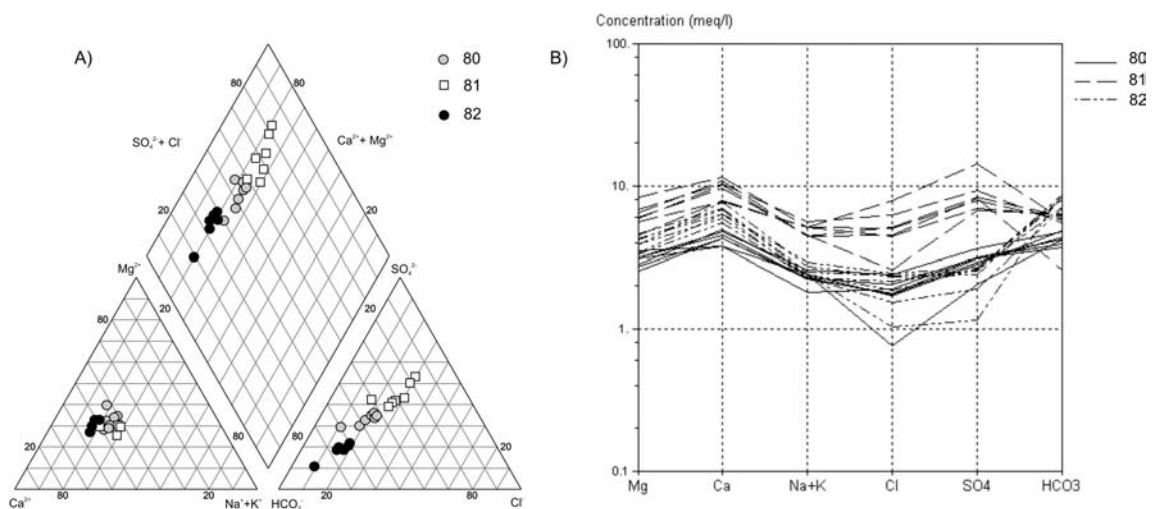 A)
80
81
82
80
80
SO₄²⁻+ Cl⁻
Ca²⁺+ Mg²⁺
20
20
Mg²⁺
SO₄²⁻
20
20
80
80
80
80
20
20
Ca²⁺
80
20
Na⁺+K⁺
HCO₃⁻
80
20
Cl⁻
B)
Concentration (meq/l)
100.
10.
1.
0.1
Mg
Ca
Na+K
Cl
SO4
HCO3
80
81
82